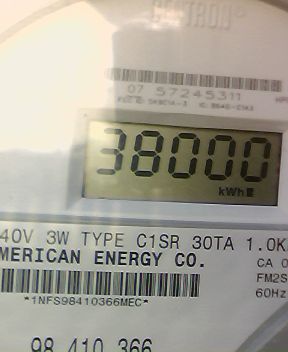 CENTRON®
07 57245311
38000
kWh
40V 3W TYPE C1SR 30TA 1.0K
MERICAN ENERGY CO.
CA 0
FM2S
*1NFS98410366MEC*
60Hz
98 410 366